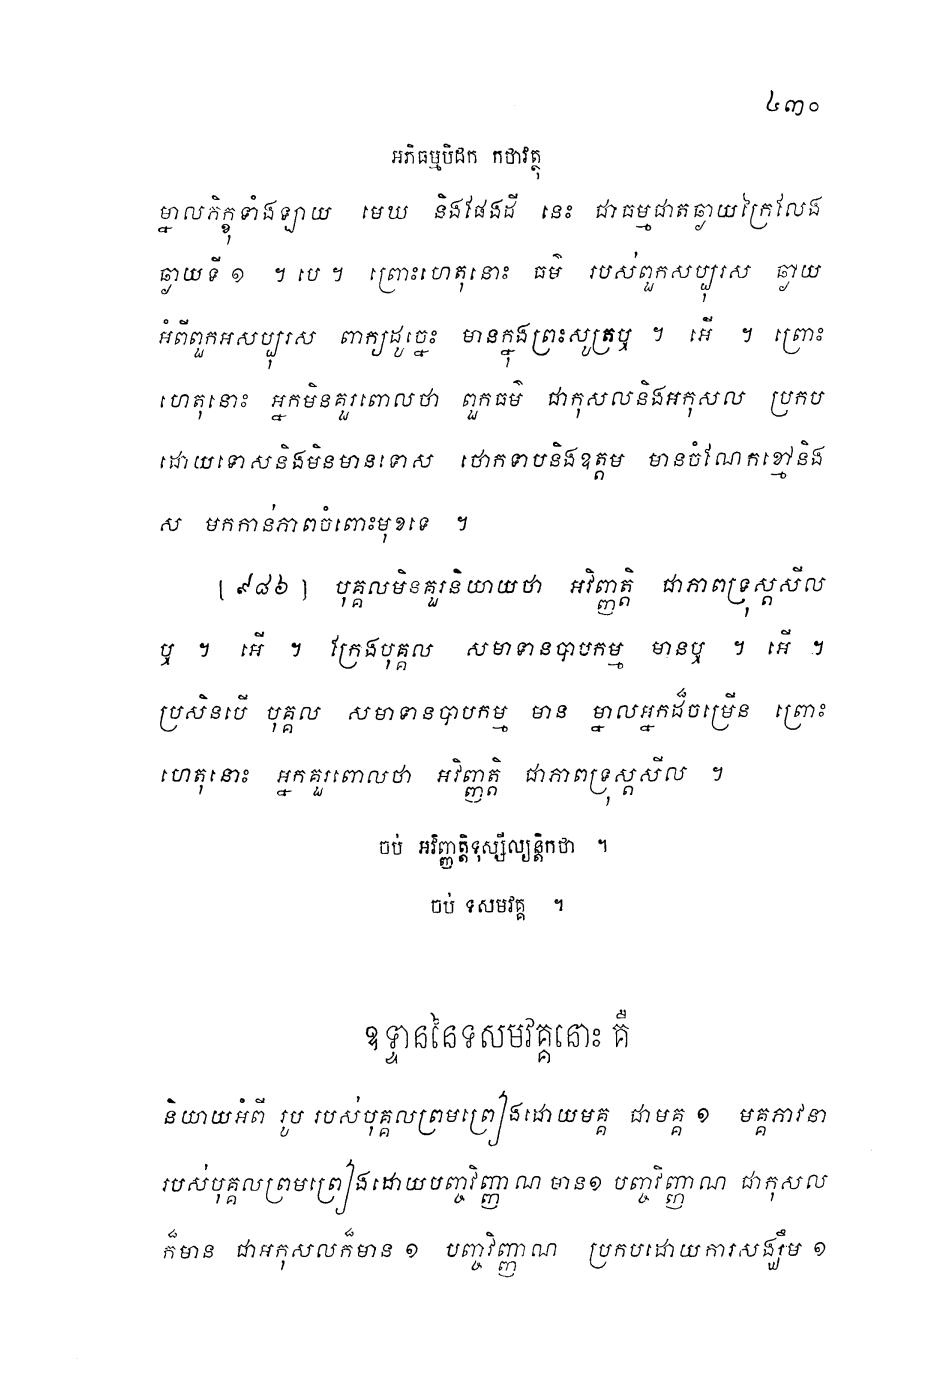 ៤៣០
អភិធម្មបិដក កថាវត្ថុ
ម្នាលភិក្ខុទាំងឡាយ មេឃ និងផែងដី នេះ ជាធម្មជាតឆ្ងាយក្រៃលែង
ឆ្ងាយទី ១ ។ បេ ។ ព្រោះហេតុនោះ ធម៌ របស់ពួកសប្បុរស ឆ្ងាយ
អំពីពួកអសប្បុរស ពាក្យដូច្នេះ មានក្នុងព្រះសូត្រឬ ។ អើ ។ ព្រោះ
ហេតុនោះ អ្នកមិនគួរពោលថា ពួកធម៌ ជាកុសលនិងអកុសល ប្រកប
ដោយទោសនិងមិនមានទោស ថោកទាបនិងឧត្តម មានចំណែកខ្មៅនិង
ស មកកាន់ភាពចំពោះមុខទេ ។
[ ៩៨៦ ] បុគ្គលមិនគួរនិយាយថា អវិញ្ញត្តិ ជាភាពទ្រុស្តសីល
ឬ ។ អើ ។ ក្រែងបុគ្គល សមាទានបាបកម្ម មានឬ ។ អើ ។
ប្រសិនបើ បុគ្គល សមាទានបាបកម្ម មាន ម្នាលអ្នកដ៏ចម្រើន ព្រោះ
ហេតុនោះ អ្នកគួរពោលថា អវិញ្ញត្តិ ជាភាពទ្រុស្តសីល ។
ចប់ អវិញ្ញត្តិទុស្សីល្យន្តិកថា ។
ចប់ ទសមវគ្គ ។
ឧទ្ទាននៃទសមវគ្គនោះ គឺ
និយាយអំពី រូប របស់បុគ្គលព្រមព្រៀងដោយមគ្គ ជាមគ្គ ១ មគ្គភាវនា
របស់បុគ្គលព្រមព្រៀងដោយបញ្ចវិញ្ញាណ មាន១ បញ្ចវិញ្ញាណ ជាកុសល
ក៏មាន ជាអកុសលក៏មាន ១ បញ្ចវិញ្ញាណ ប្រកបដោយការសង្ឃឹម ១